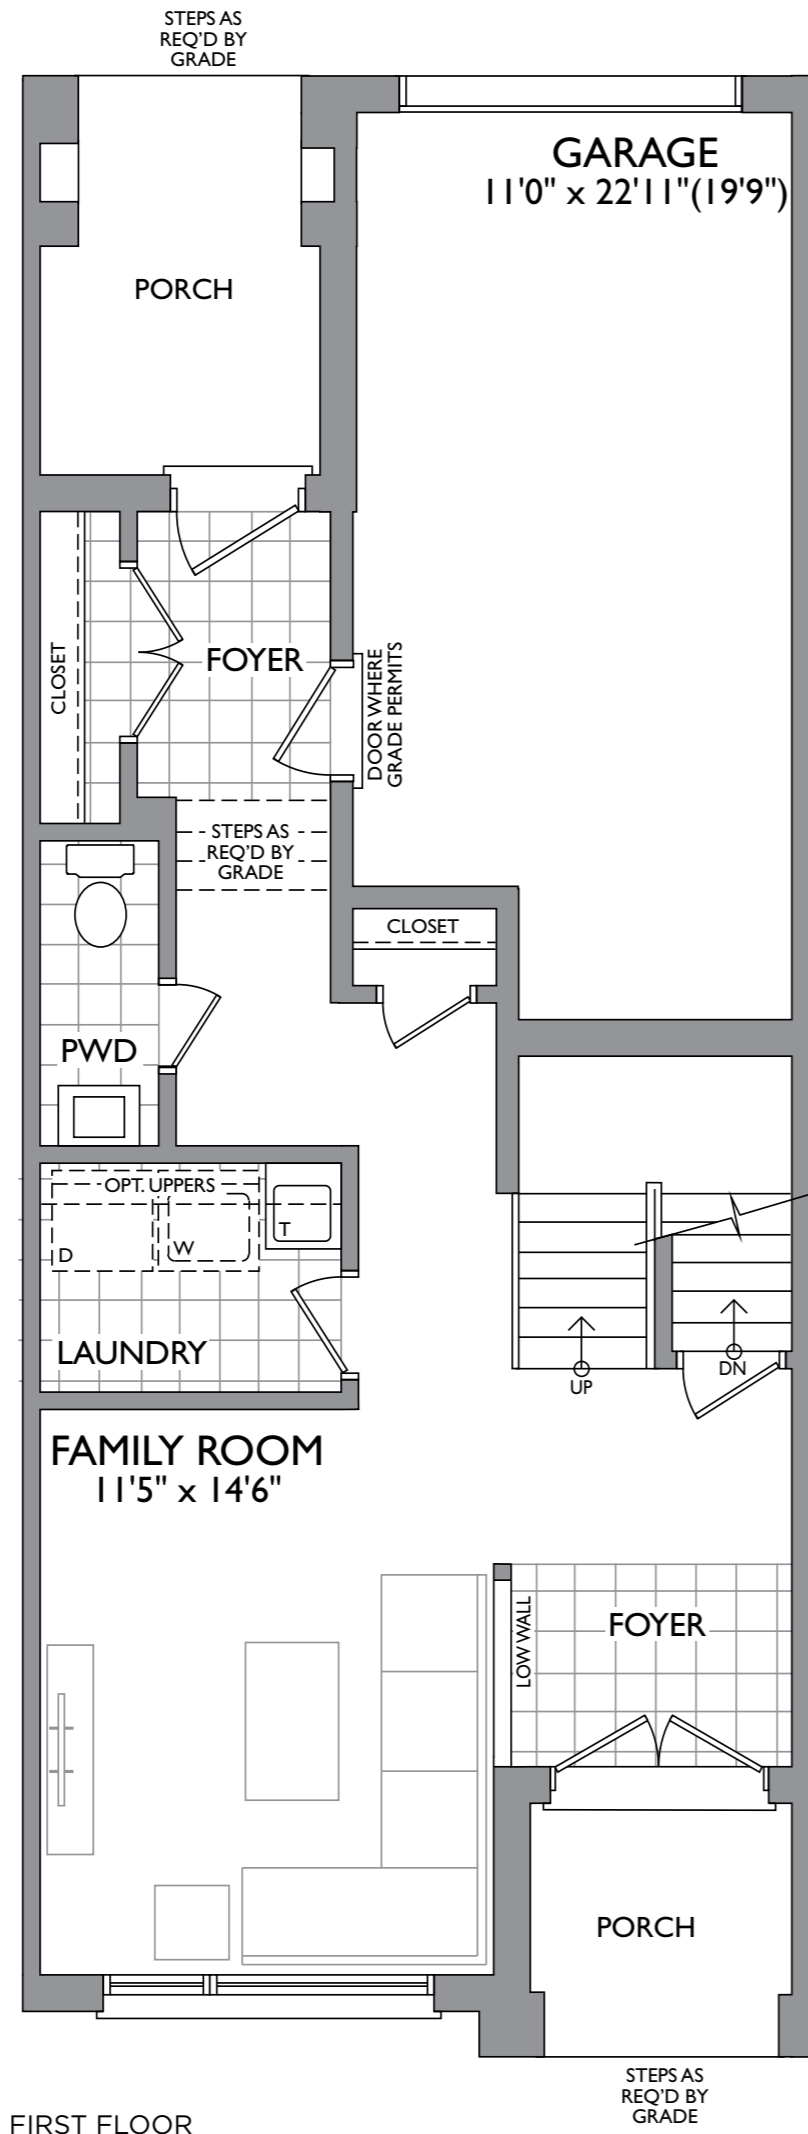 STEPS AS
REQ'D BY
GRADE
GARAGE
11'0" x 22'11"(19'9")
PORCH
CLOSET
FOYER
DOOR WHERE
GRADE PERMITS
STEPS AS
REQ'D BY
GRADE
CLOSET
PWD
OPT. UPPERS
D
W
T
LAUNDRY
UP
DN
FAMILY ROOM
11'5" x 14'6"
LOW WALL
FOYER
PORCH
STEPS AS
REQ'D BY
GRADE
FIRST FLOOR